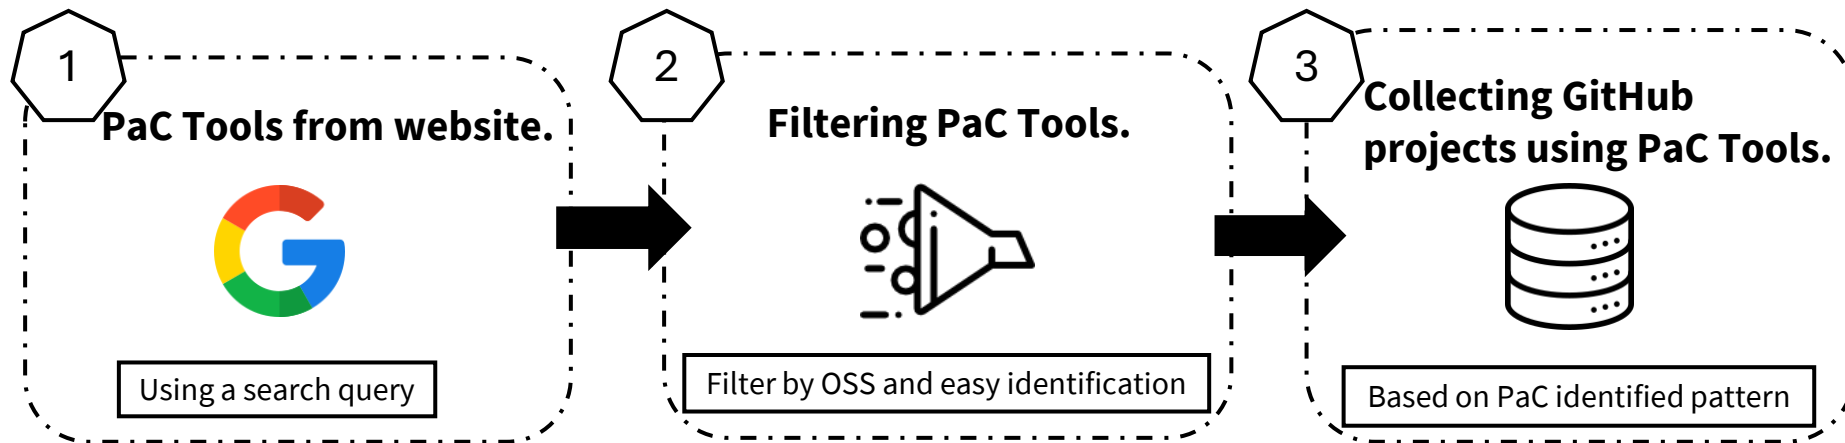 1
PaC Tools from website.
Using a search query
2
Filtering PaC Tools.
Filter by OSS and easy identification
3
Collecting GitHub
projects using PaC Tools.
Based on PaC identified pattern